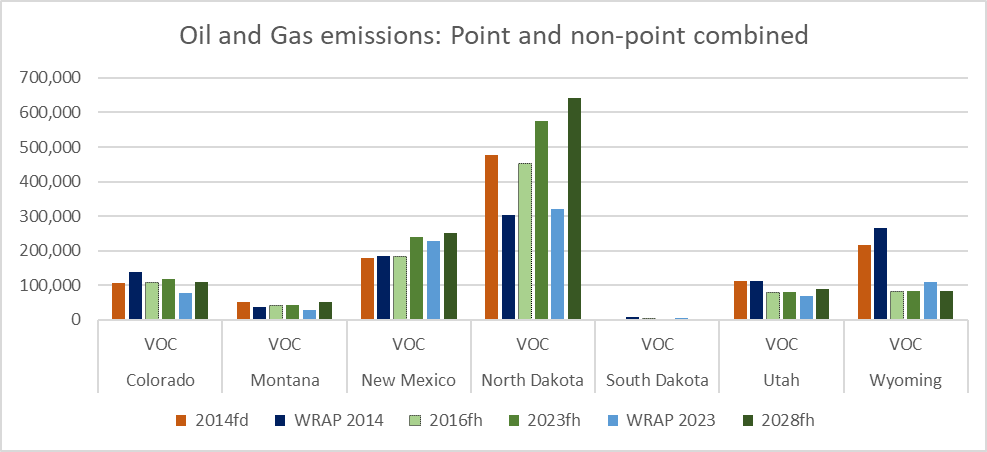 Oil and Gas emissions: Point and non-point combined
700,000
600,000
500,000
400,000
300,000
200,000
100,000
0
VOC VOC VOC VOC VOC VOC VOC
Colorado Montana New Mexico North Dakota South Dakota Utah Wyoming
2014fd WRAP 2014 2016fh 2023fh WRAP 2023 2028fh